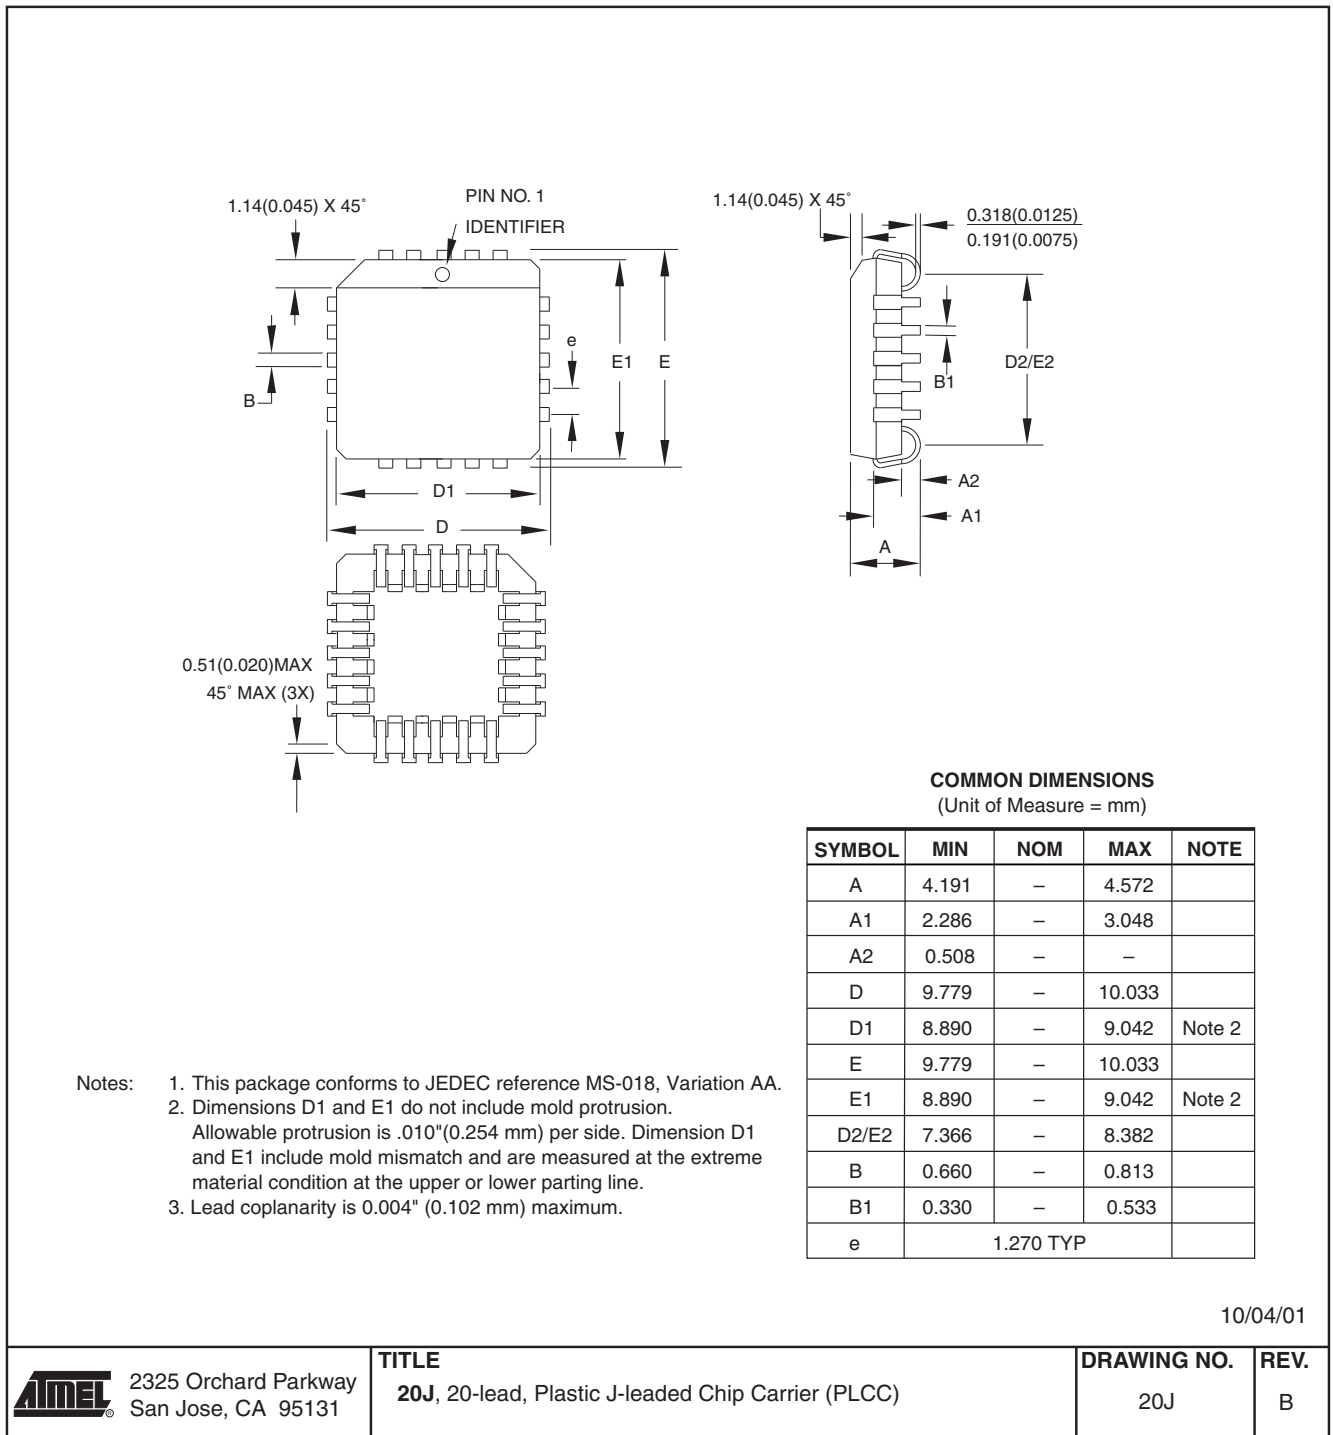 1.14(0.045) X 45˚
PIN NO. 1
IDENTIFIER
1.14(0.045) X 45˚
0.318(0.0125)
0.191(0.0075)
e
E1
E
B
D1
D
D2/E2
B1
A2
A1
A
0.51(0.020)MAX
45˚ MAX (3X)
COMMON DIMENSIONS
(Unit of Measure = mm)
SYMBOL MIN NOM MAX NOTE
A 4.191 – 4.572
A1 2.286 – 3.048
A2 0.508 – –
D 9.779 – 10.033
D1 8.890 – 9.042 Note 2
E 9.779 – 10.033
E1 8.890 – 9.042 Note 2
D2/E2 7.366 – 8.382
B 0.660 – 0.813
B1 0.330 – 0.533
e 1.270 TYP
Notes: 1. This package conforms to JEDEC reference MS-018, Variation AA.
2. Dimensions D1 and E1 do not include mold protrusion.
Allowable protrusion is .010"(0.254 mm) per side. Dimension D1
and E1 include mold mismatch and are measured at the extreme
material condition at the upper or lower parting line.
3. Lead coplanarity is 0.004" (0.102 mm) maximum.
10/04/01
ATMEL ®
2325 Orchard Parkway
San Jose, CA 95131
TITLE
20J, 20-lead, Plastic J-leaded Chip Carrier (PLCC)
DRAWING NO.
20J
REV.
B